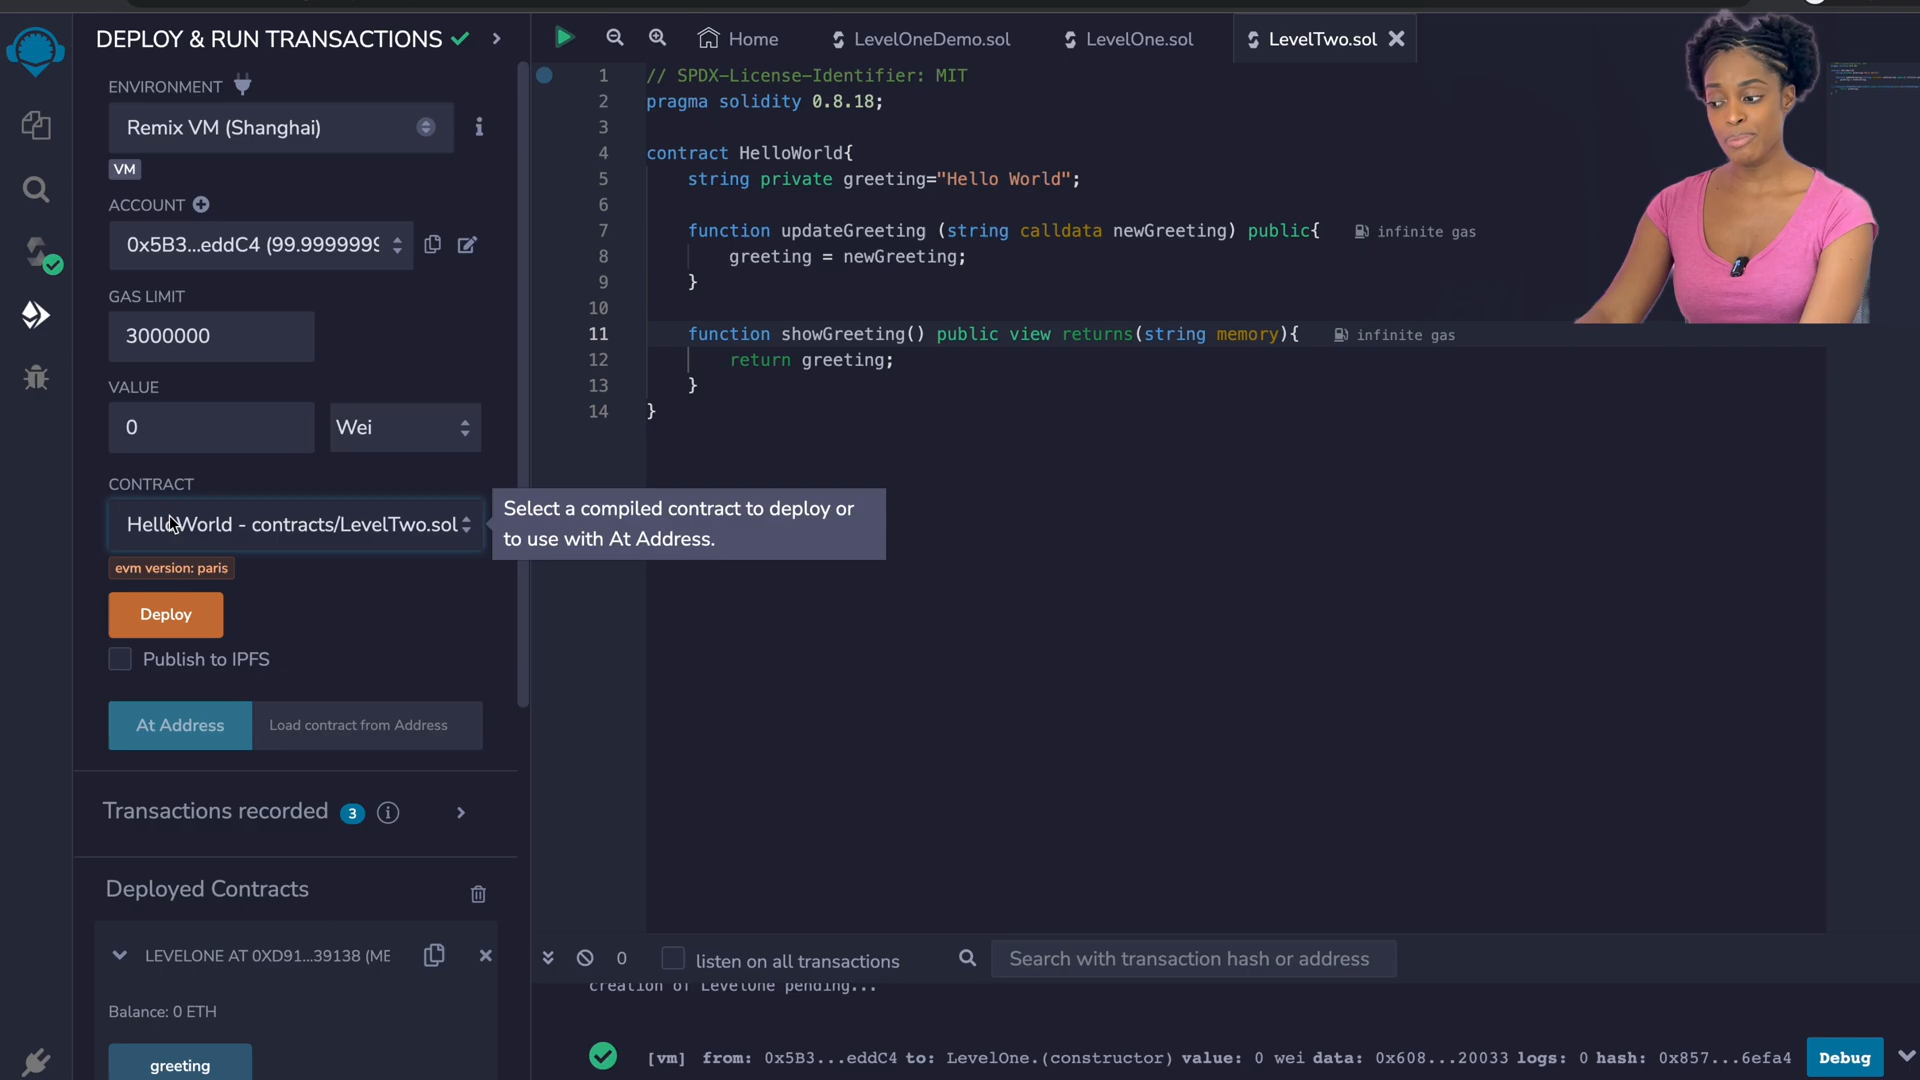 DEPLOY & RUN TRANSACTIONS
ENVIRONMENT
Remix VM (Shanghai)
VM
ACCOUNT
0x5B3...eddC4 (99.9999999
GAS LIMIT
3000000
VALUE
0
Wei
CONTRACT
HelloWorld - contracts/LevelTwo.sol
evm version: paris
Deploy
Publish to IPFS
At Address
Load contract from Address
Transactions recorded 3
Deployed Contracts
LEVELONE AT 0XD91...39138 (ME
Balance: 0 ETH
greeting
Select a compiled contract to deploy or
to use with At Address.
Home
LevelOneDemo.sol
LevelOne.sol
LevelTwo.sol
1 // SPDX-License-Identifier: MIT
2 pragma solidity 0.8.18;
3
4 contract HelloWorld{
5 string private greeting="Hello World";
6
7 function updateGreeting (string calldata newGreeting) public{ infinite gas
8 greeting = newGreeting;
9 }
10
11 function showGreeting() public view returns(string memory){ infinite gas
12 return greeting;
13 }
14 }
0
listen on all transactions
Search with transaction hash or address
creation of LevelOne pending...
[vm] from: 0x5B3...eddC4 to: LevelOne.(constructor) value: 0 wei data: 0x608...20033 logs: 0 hash: 0x857...6efa4
Debug